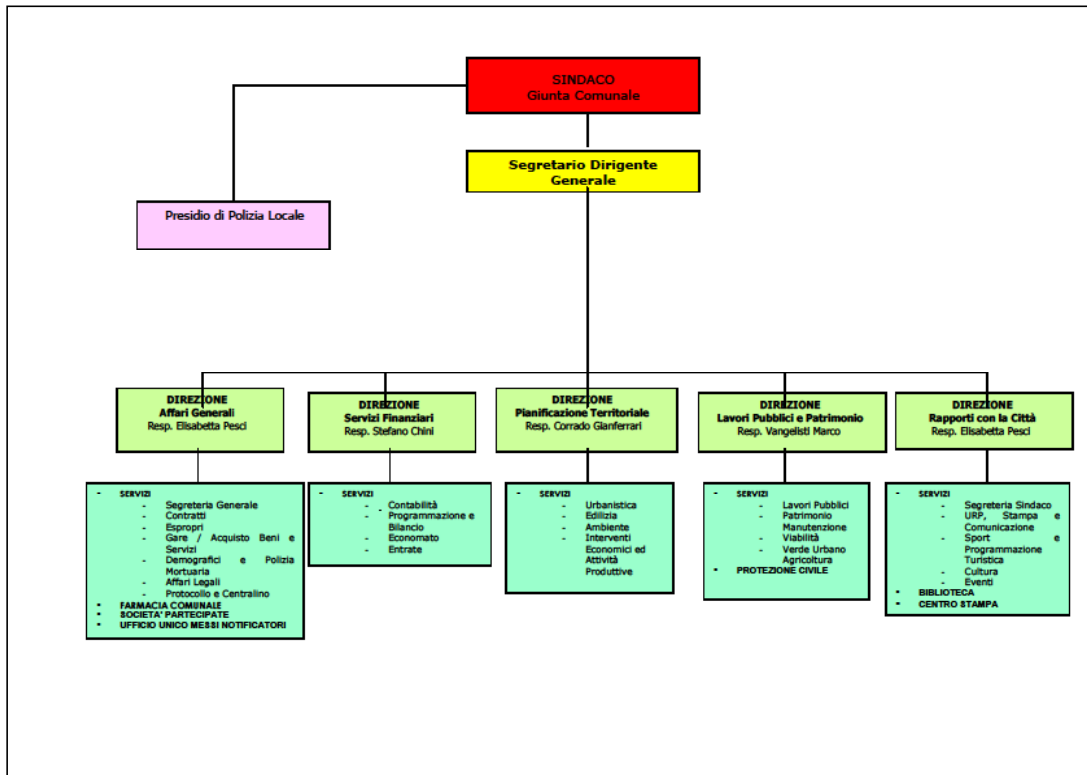 SINDACO
Giunta Comunale
Segretario Dirigente
Generale
Presidio di Polizia Locale
DIREZIONE
Affari Generali
Resp. Elisabetta Pesci
DIREZIONE
Servizi Finanziari
Resp. Stefano Chini
DIREZIONE
Pianificazione Territoriale
Resp. Corrado Gianferrari
DIREZIONE
Lavori Pubblici e Patrimonio
Resp. Vangelisti Marco
DIREZIONE
Rapporti con la Città
Resp. Elisabetta Pesci
- SERVIZI
- Segreteria Generale
- Contratti
- Espropri
- Gare / Acquisto Beni e
Servizi
- Demografici e Polizia
Mortuaria
- Affari Legali
- Protocollo e Centralino
- FARMACIA COMUNALE
- SOCIETA' PARTECIPATE
- UFFICIO UNICO MESSI NOTIFICATORI
- SERVIZI
- Contabilità
- Programmazione e
Bilancio
- Economato
- Entrate
- SERVIZI
- Urbanistica
- Edilizia
- Ambiente
- Interventi
Economici ed
Attività
Produttive
- SERVIZI
- Lavori Pubblici
- Patrimonio
Manutenzione
- Viabilità
- Verde Urbano
Agricoltura
- PROTEZIONE CIVILE
- SERVIZI
- Segreteria Sindaco
- URP, Stampa e
Comunicazione
- Sport e
Programmazione
Turistica
- Cultura
- Eventi
- BIBLIOTECA
- CENTRO STAMPA